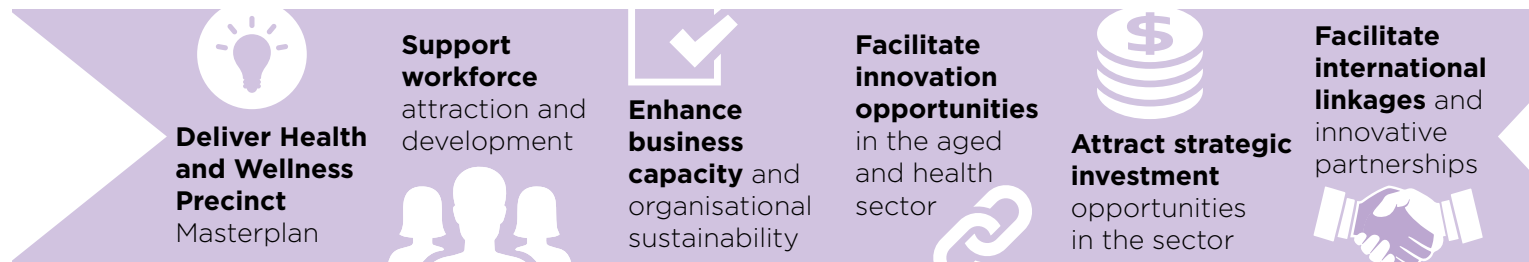 Deliver Health
and Wellness
Precinct
Masterplan
Support
workforce
attraction and
development
Enhance
business
capacity and
organisational
sustainability
Facilitate
innovation
opportunities
in the aged
and health
sector
$
Attract strategic
investment
opportunities
in the sector
Facilitate
international
linkages and
innovative
partnerships